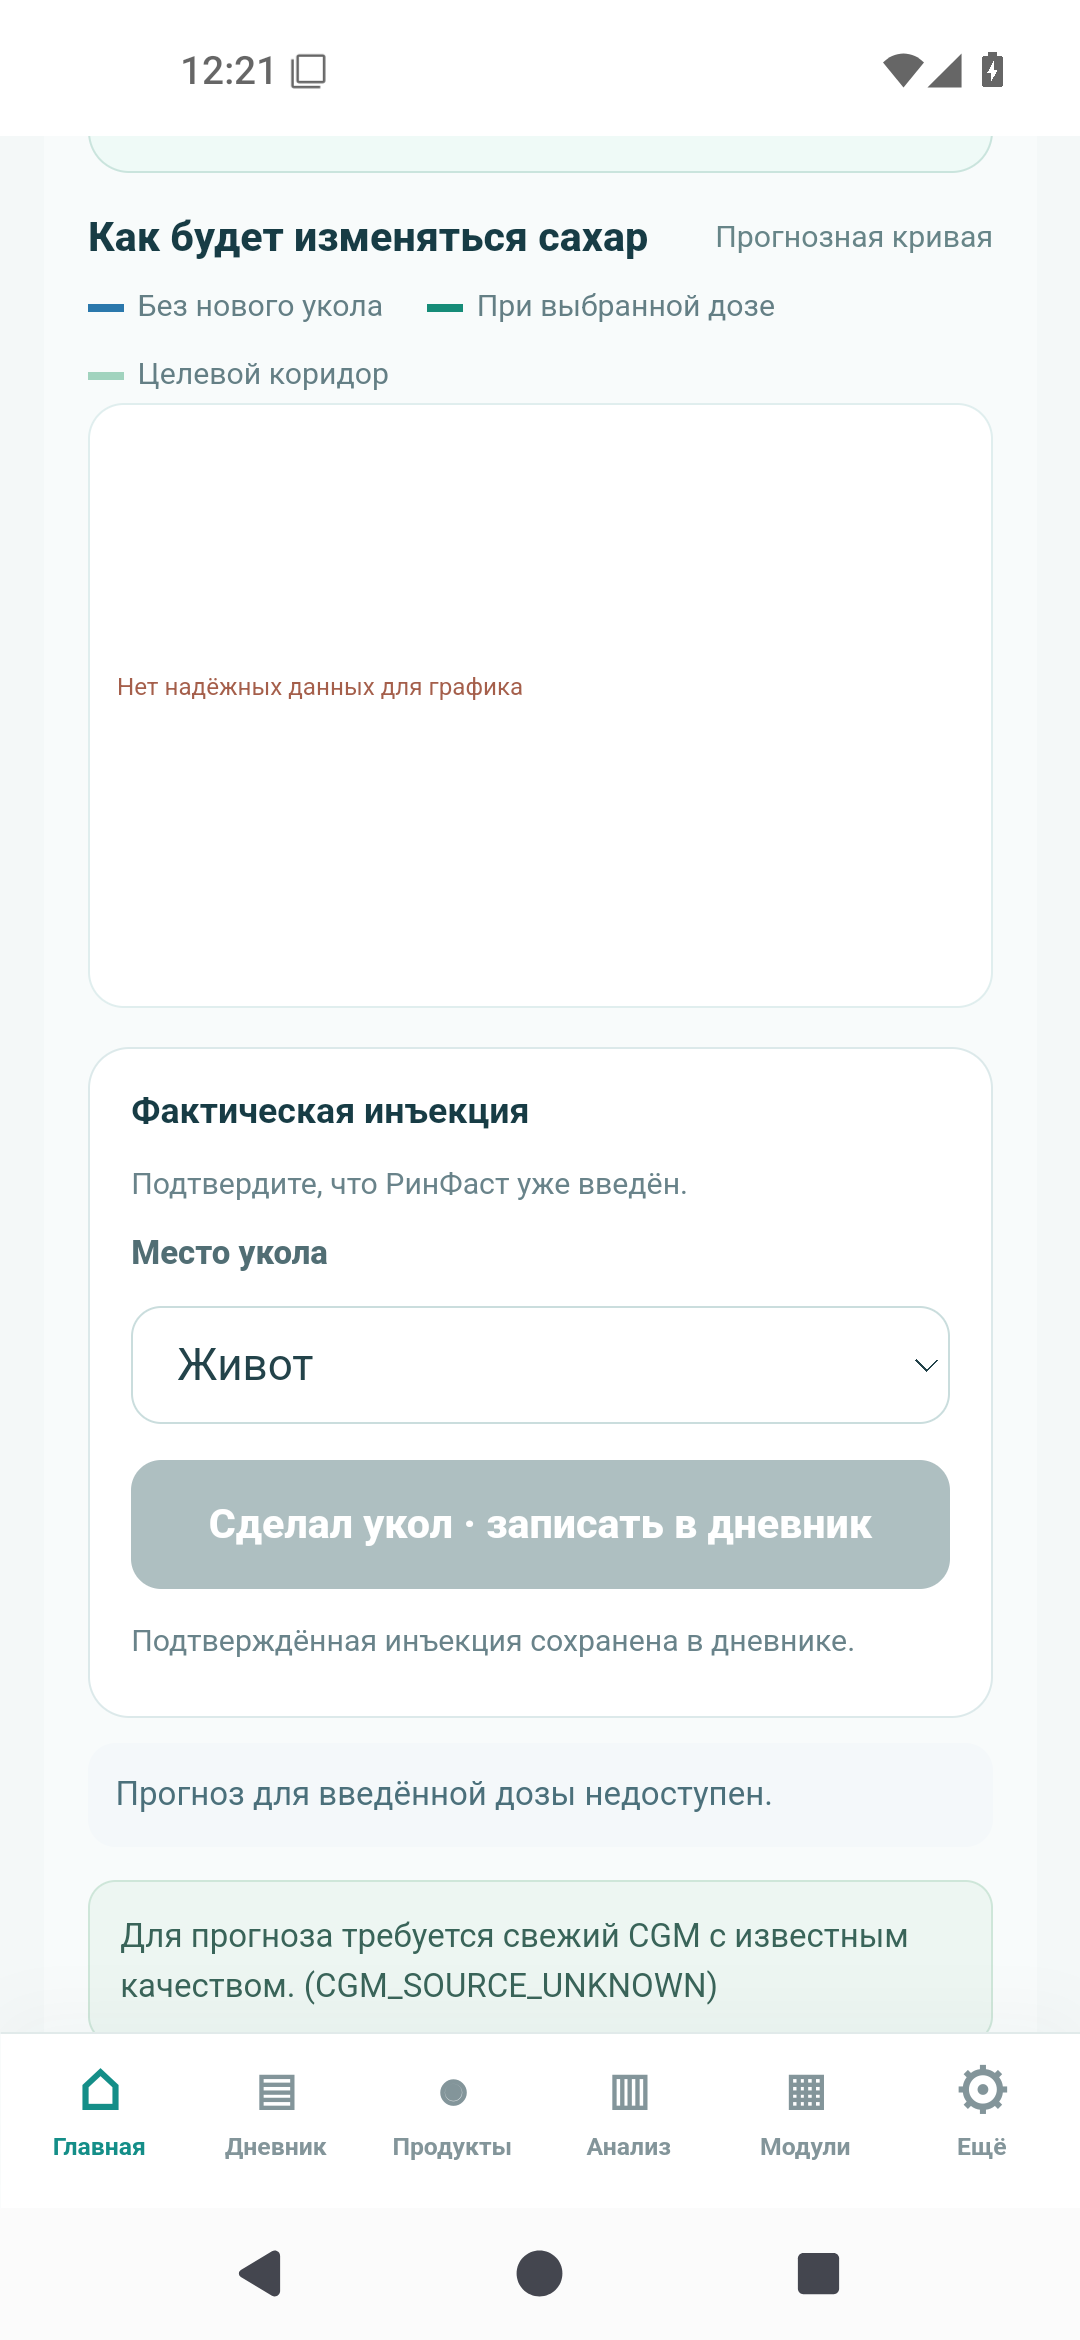 12:21
Как будет изменяться сахар
Прогнозная кривая
Без нового укола
При выбранной дозе
Целевой коридор
Нет надёжных данных для графика
Фактическая инъекция
Подтвердите, что РинФаст уже введён.
Место укола
Живот
Сделал укол · записать в дневник
Подтверждённая инъекция сохранена в дневнике.
Прогноз для введённой дозы недоступен.
Для прогноза требуется свежий CGM с известным
качеством. (CGM_SOURCE_UNKNOWN)
Главная
Дневник
Продукты
Анализ
Модули
Ещё